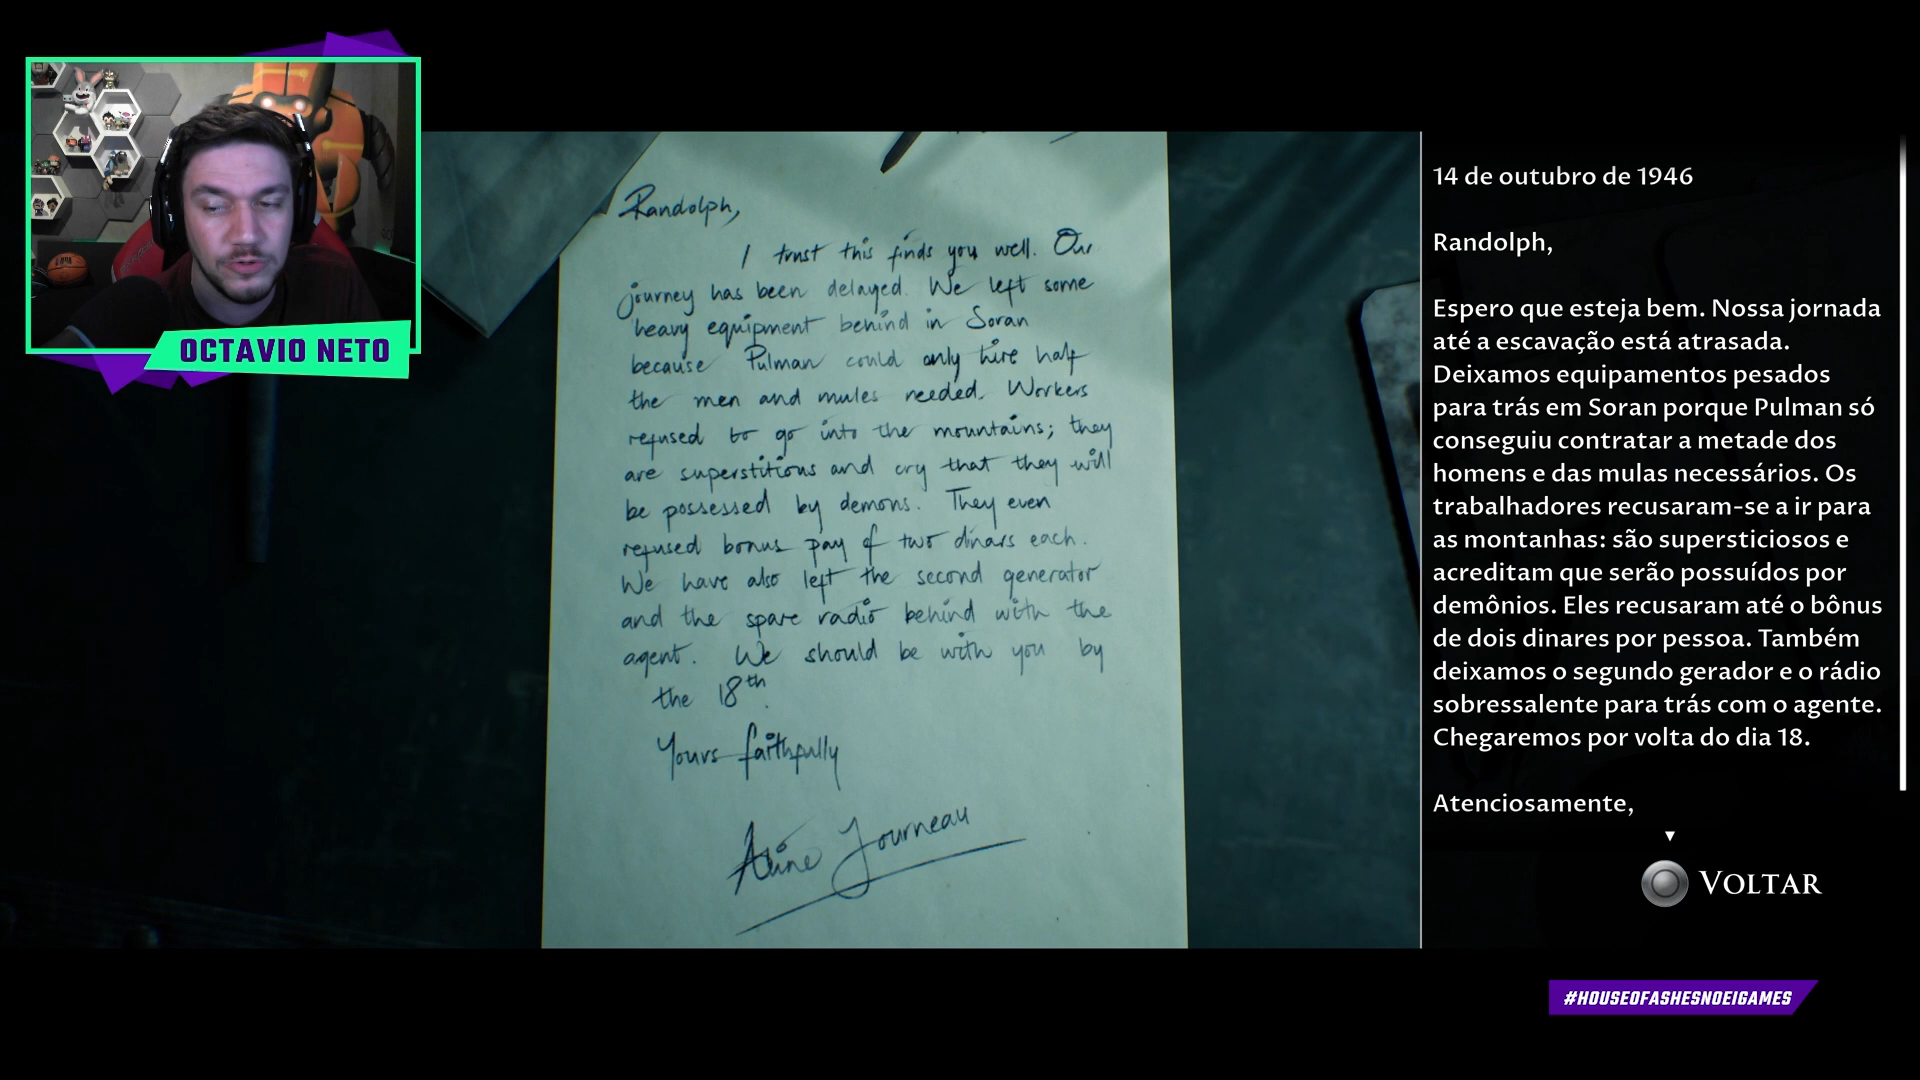 OCTAVIO NETO
Randolph,
I trust this finds you well. Our
journey has been delayed. We left some
heavy equipment behind in Soran
because Pulman could only hire half
the men and mules needed. Workers
refused to go into the mountains; they
are superstitious and cry that they will
be possessed by demons. They even
refused bonus pay of two dinars each.
We have also left the second generator
and the spare radio behind with the
agent. We should be with you by
the 18th.
Yours faithfully
Aline Journeau
14 de outubro de 1946
Randolph,
Espero que esteja bem. Nossa jornada
até a escavação está atrasada.
Deixamos equipamentos pesados
para trás em Soran porque Pulman só
conseguiu contratar a metade dos
homens e das mulas necessários. Os
trabalhadores recusaram-se a ir para
as montanhas: são supersticiosos e
acreditam que serão possuídos por
demônios. Eles recusaram até o bônus
de dois dinares por pessoa. Também
deixamos o segundo gerador e o rádio
sobressalente para trás com o agente.
Chegaremos por volta do dia 18.
Atenciosamente,
VOLTAR
#HOUSEOFASHESNOEIGAMES